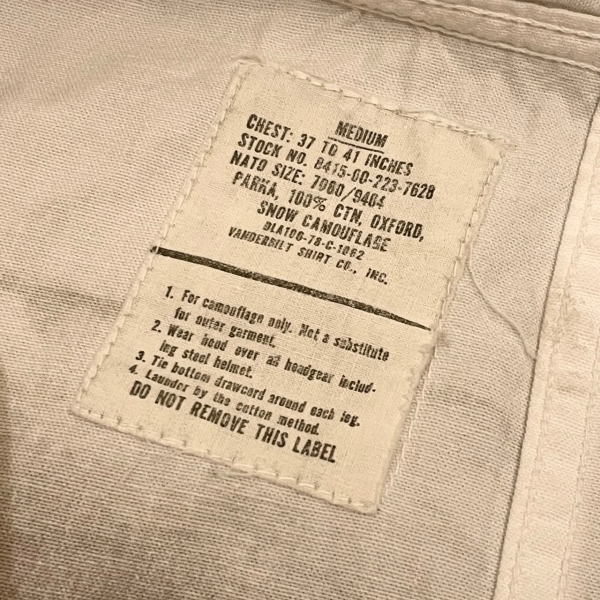 MEDIUM
CHEST: 37 TO 41 INCHES
STOCK NO. 8415-00-223-7628
NATO SIZE: 7080/9404
PARKA, 100% CTN, OXFORD,
SNOW CAMOUFLAGE
DLA100-78-C-1062
VANDERBILT SHIRT CO., INC.
1. For camouflage only. Not a substitute
for outer garment.
2. Wear hood over all headgear includ-
ing steel helmet.
3. Tie bottom drawcord around each leg.
4. Launder by the cotton method.
DO NOT REMOVE THIS LABEL